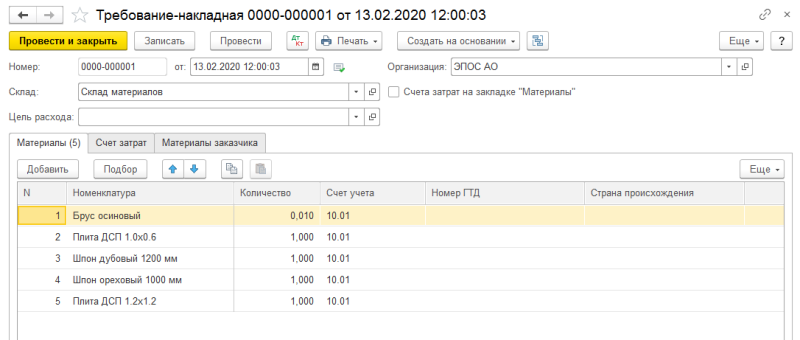 Требование-накладная 0000-000001 от 13.02.2020 12:00:03
Провести и закрыть Записать Провести Дт Кт Печать Создать на основании Еще ?
Номер: 0000-000001 от: 13.02.2020 12:00:03 Организация: ЭПОС АО
Склад: Склад материалов Счета затрат на закладке "Материалы"
Цель расхода:
Материалы (5) Счет затрат Материалы заказчика
Добавить Подбор Еще
N Номенклатура Количество Счет учета Номер ГТД Страна происхождения
1 Брус осиновый 0,010 10.01
2 Плита ДСП 1.0х0.6 1,000 10.01
3 Шпон дубовый 1200 мм 1,000 10.01
4 Шпон ореховый 1000 мм 1,000 10.01
5 Плита ДСП 1.2х1.2 1,000 10.01